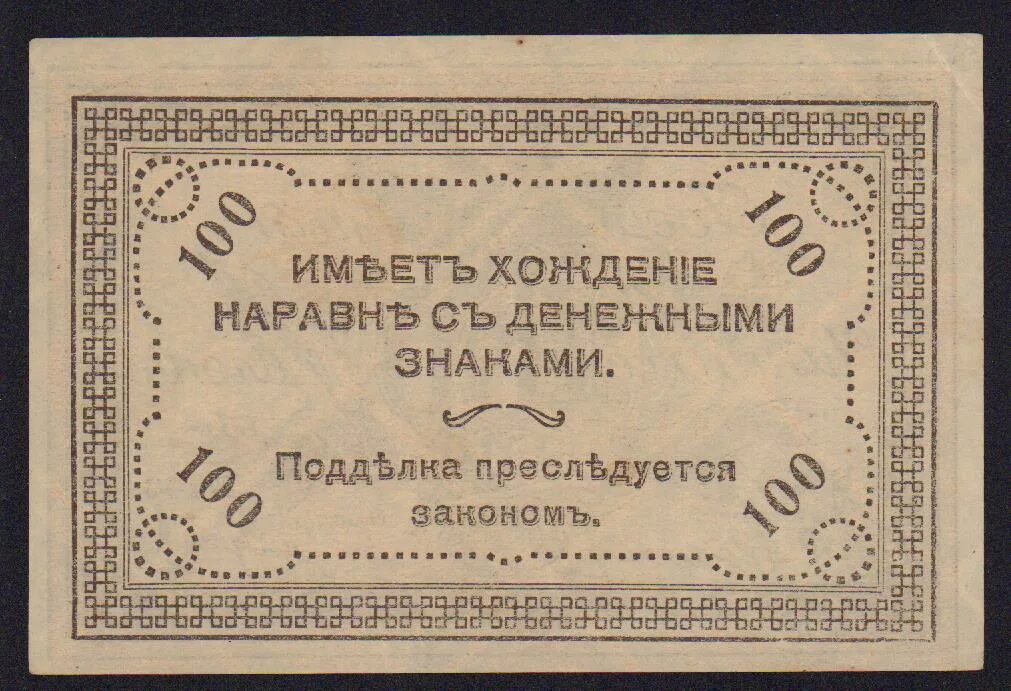 100
100
ИМѢЕТЪ ХОЖДЕНІЕ
НАРАВНѢ СЪ ДЕНЕЖНЫМИ
ЗНАКАМИ.
Поддѣлка преслѣдуется
закономъ.
100
100